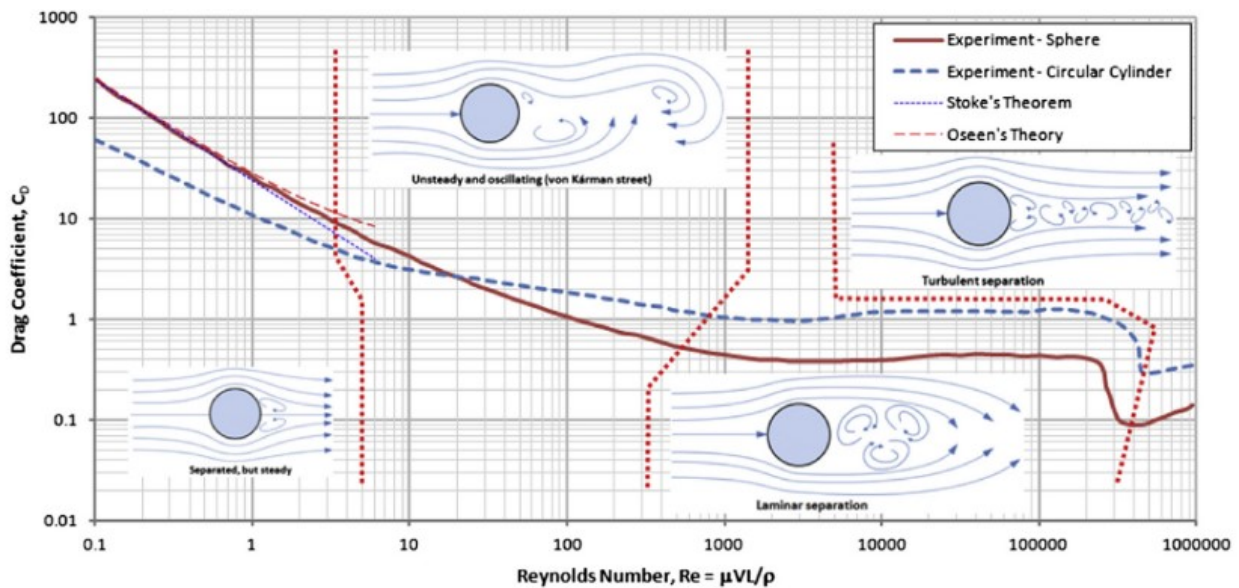 1000
100
10
1
0.1
0.01
Drag Coefficient, C_D
Experiment - Sphere
Experiment - Circular Cylinder
Stoke's Theorem
Oseen's Theory
Unsteady and oscillating (von Kárman street)
Turbulent separation
Separated, but steady
Laminar separation
0.1
1
10
100
1000
10000
100000
1000000
Reynolds Number, Re = μVL/ρ